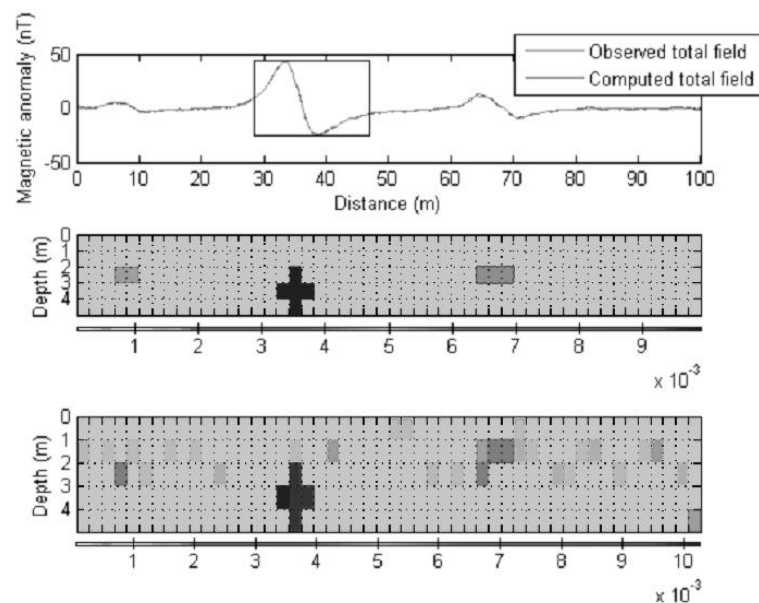 Magnetic anomaly (nT)
50
0
-50
Observed total field
Computed total field
0 10 20 30 40 50 60 70 80 90 100
Distance (m)
Depth (m)
0
1
2
3
4
1 2 3 4 5 6 7 8 9
x 10-3
Depth (m)
0
1
2
3
4
1 2 3 4 5 6 7 8 9 10
x 10-3